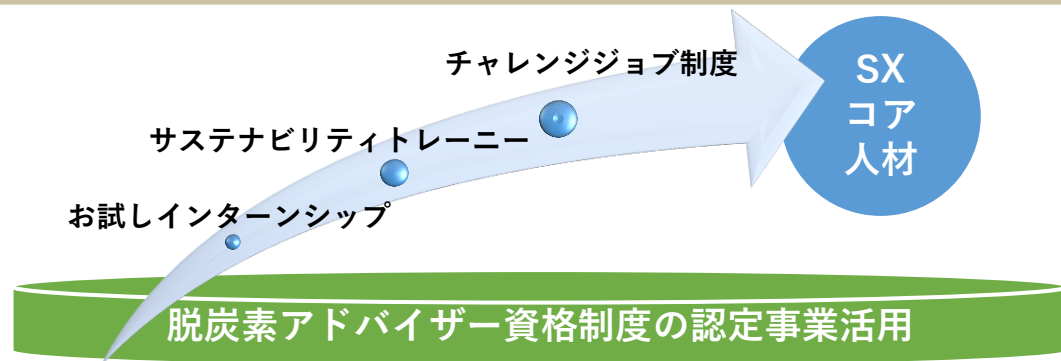 チャレンジジョブ制度
サステナビリティトレーニー
お試しインターンシップ
SX
コア
人材
脱炭素アドバイザー資格制度の認定事業活用